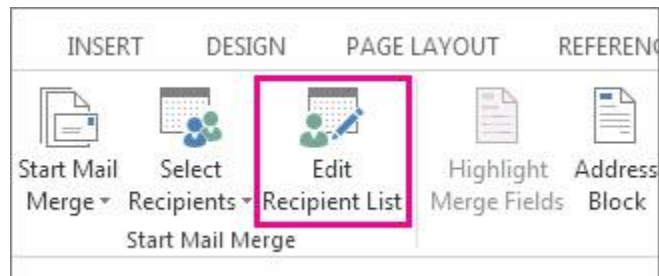 INSERT DESIGN PAGE LAYOUT
Start Mail Merge
Select Recipients
Edit Recipient List
Highlight Merge Fields
Address Block
Start Mail Merge